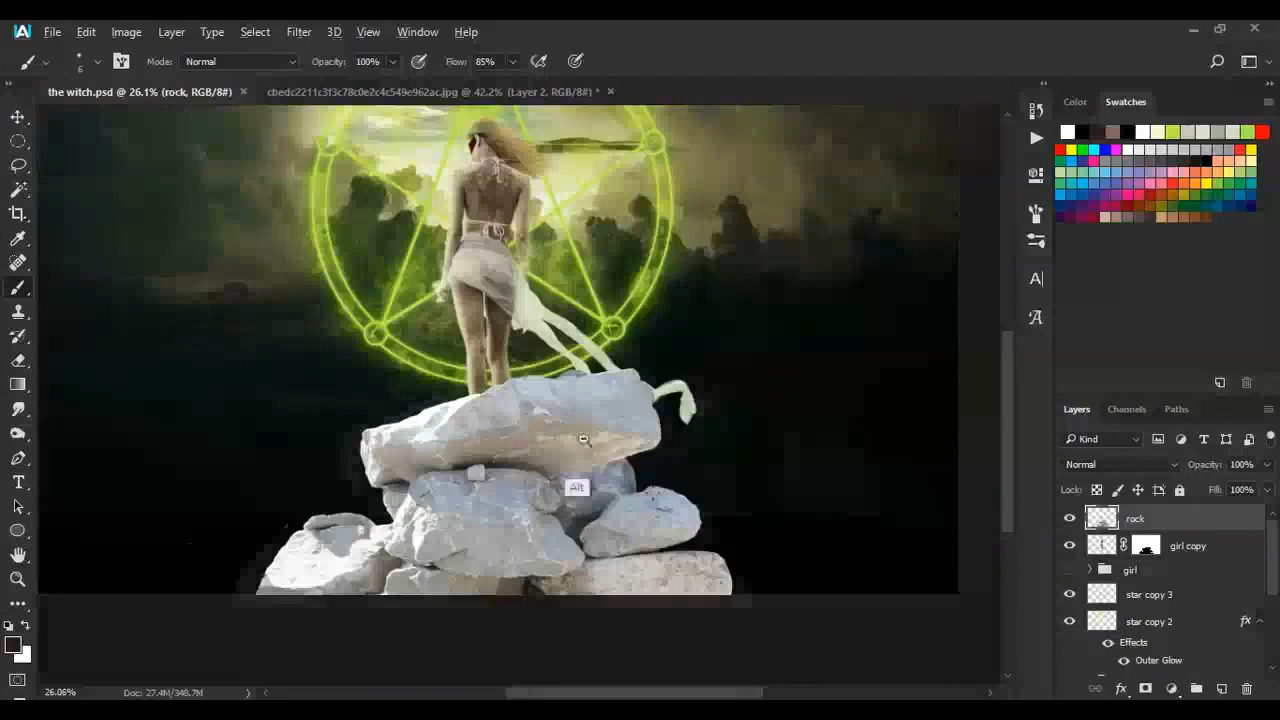 File Edit Image Layer Type Select Filter 3D View Window Help
6 Mode: Normal Opacity: 100% Flow: 85%
the witch.psd @ 26.1% (rock, RGB/8#) × cbedc2211c3f3c78c0e2c4c549e962ac.jpg @ 42.2% (Layer 2, RGB/8#) * ×
Color Swatches
Alt
Layers Channels Paths
Kind
Normal Opacity: 100%
Lock: Fill: 100%
rock
girl copy
girl
star copy 3
star copy 2 fx
Effects
Outer Glow
26.06% Doc: 27.4M/348.7M